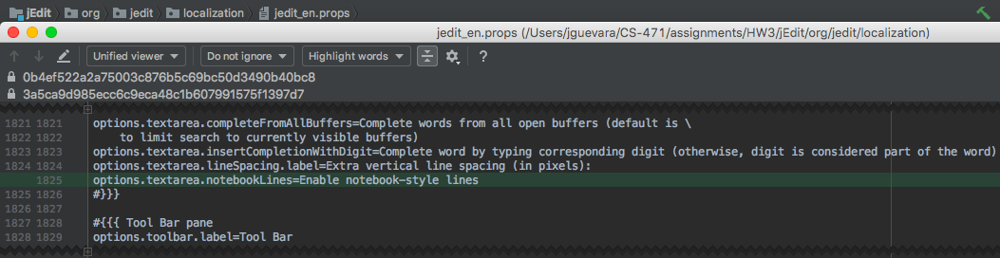 jEdit org jedit localization jedit_en.props
jedit_en.props (/Users/jguevara/CS-471/assignments/HW3/jEdit/org/jedit/localization)
Unified viewer Do not ignore Highlight words ?
0b4ef522a2a75003c876b5c69bc50d3490b40bc8
3a5ca9d985ecc6c9eca48c1b607991575f1397d7
1821 1821 options.textarea.completeFromAllBuffers=Complete words from all open buffers (default is \
1822 1822 to limit search to currently visible buffers)
1823 1823 options.textarea.insertCompletionWithDigit=Complete word by typing corresponding digit (otherwise, digit is considered part of the word)
1824 1824 options.textarea.lineSpacing.label=Extra vertical line spacing (in pixels):
1825 options.textarea.notebookLines=Enable notebook-style lines
1825 1826 #}}}
1826 1827
1827 1828 #{{{ Tool Bar pane
1828 1829 options.toolbar.label=Tool Bar